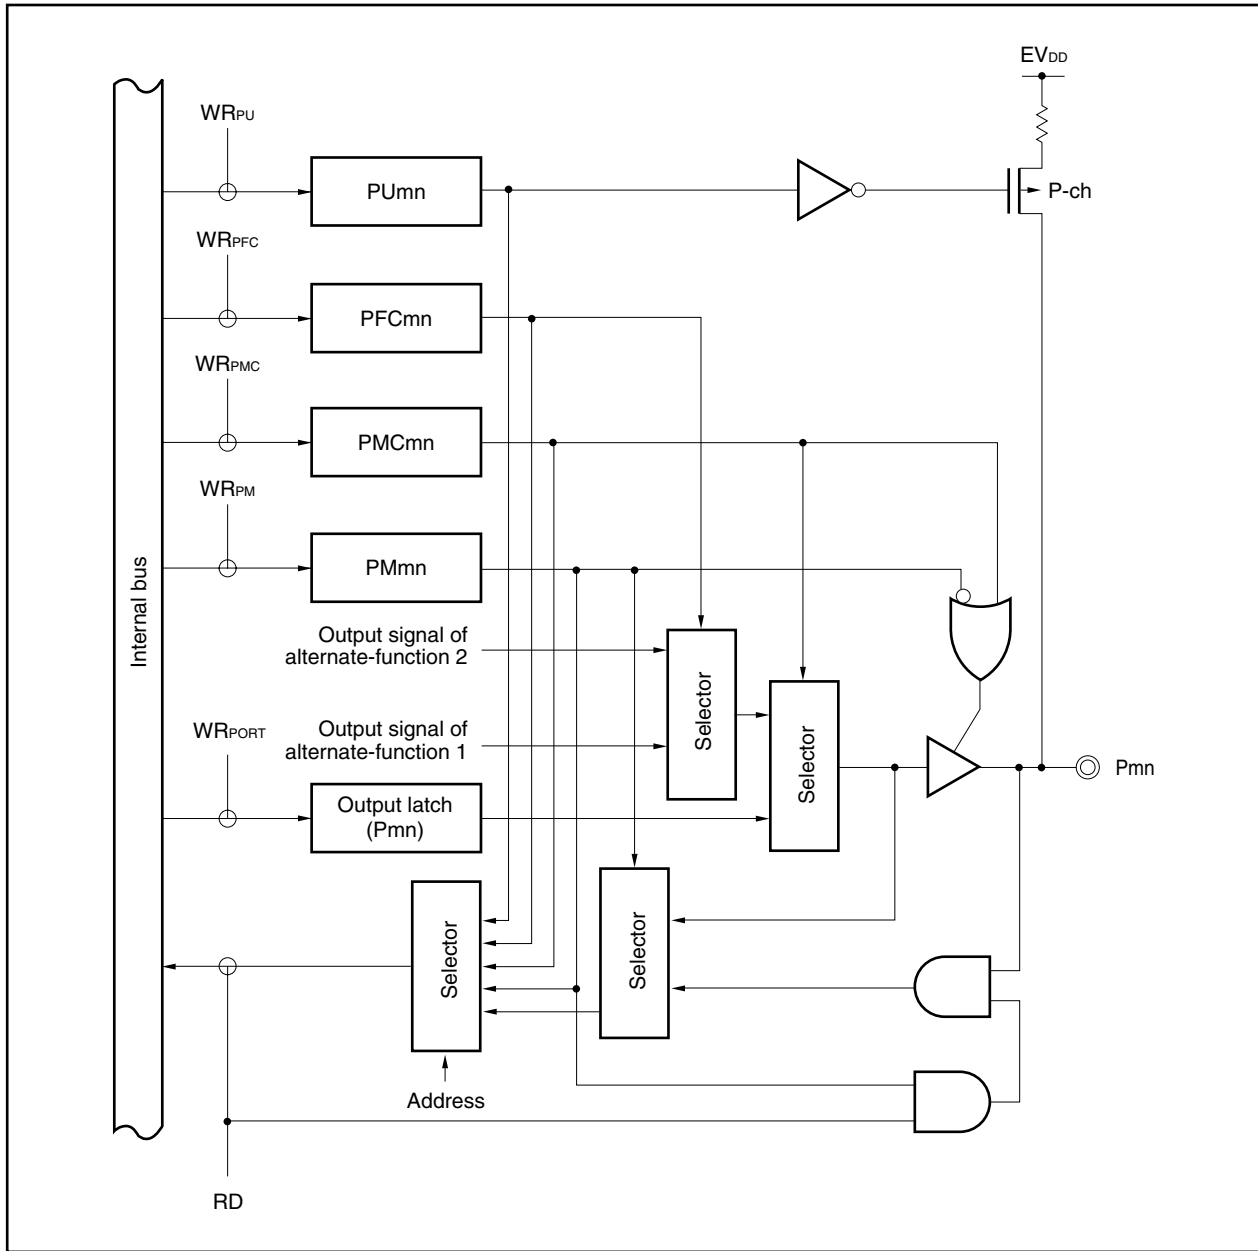 EVDD
WRPU
PUmn
P-ch
WRPFC
PFCmn
WRPMC
PMCmn
WRPM
PMmn
Internal bus
Output signal of
alternate-function 2
Selector
Output signal of
alternate-function 1
Selector
WRPORT
Pmn
Output latch
(Pmn)
Selector
Selector
Address
RD